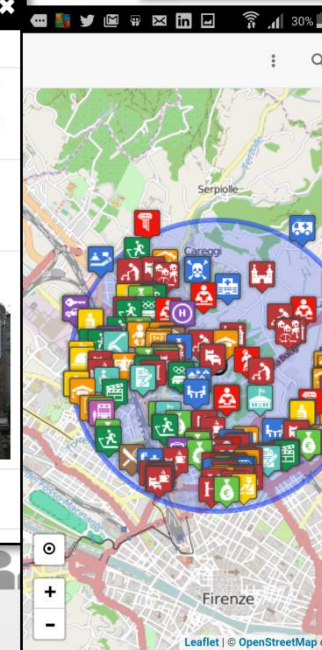 30%
Serpiolle
Careggi
H
+
−
Firenze
Leaflet | © OpenStreetMap